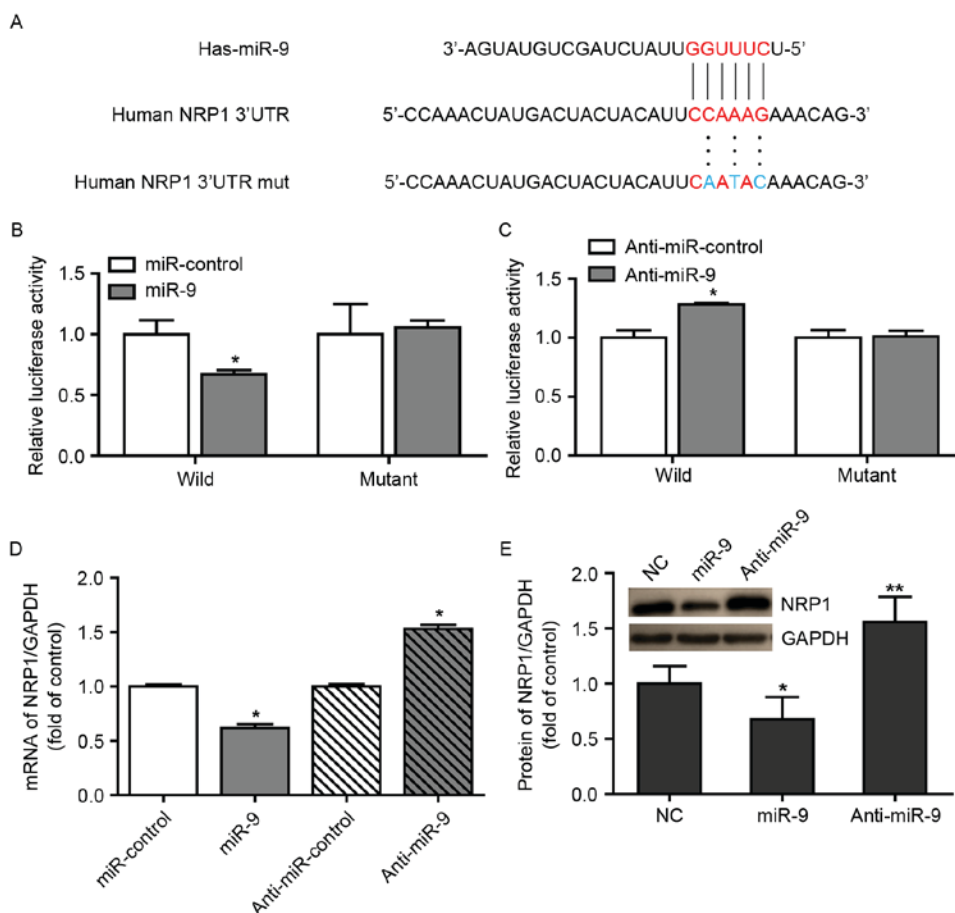 A
Has-miR-9
3'-AGUAUGUCGAUCUAUUGGUUUCU-5'
Human NRP1 3'UTR
5'-CCAAACUAUGACUACUACAUUCCAAAGAAACAG-3'
Human NRP1 3'UTR mut
5'-CCAAACUAUGACUACUACAUUCAATACAAACAG-3'
B
miR-control
miR-9
Relative luciferase activity
1.5
1.0
0.5
0.0
*
Wild
Mutant
C
Anti-miR-control
Anti-miR-9
Relative luciferase activity
1.5
1.0
0.5
0.0
*
Wild
Mutant
D
mRNA of NRP1/GAPDH
(fold of control)
2.0
1.5
1.0
0.5
0.0
*
*
miR-control
miR-9
Anti-miR-control
Anti-miR-9
E
Protein of NRP1/GAPDH
(fold of control)
2.0
1.5
1.0
0.5
0.0
NC
miR-9
Anti-miR-9
NRP1
GAPDH
*
**
NC
miR-9
Anti-miR-9